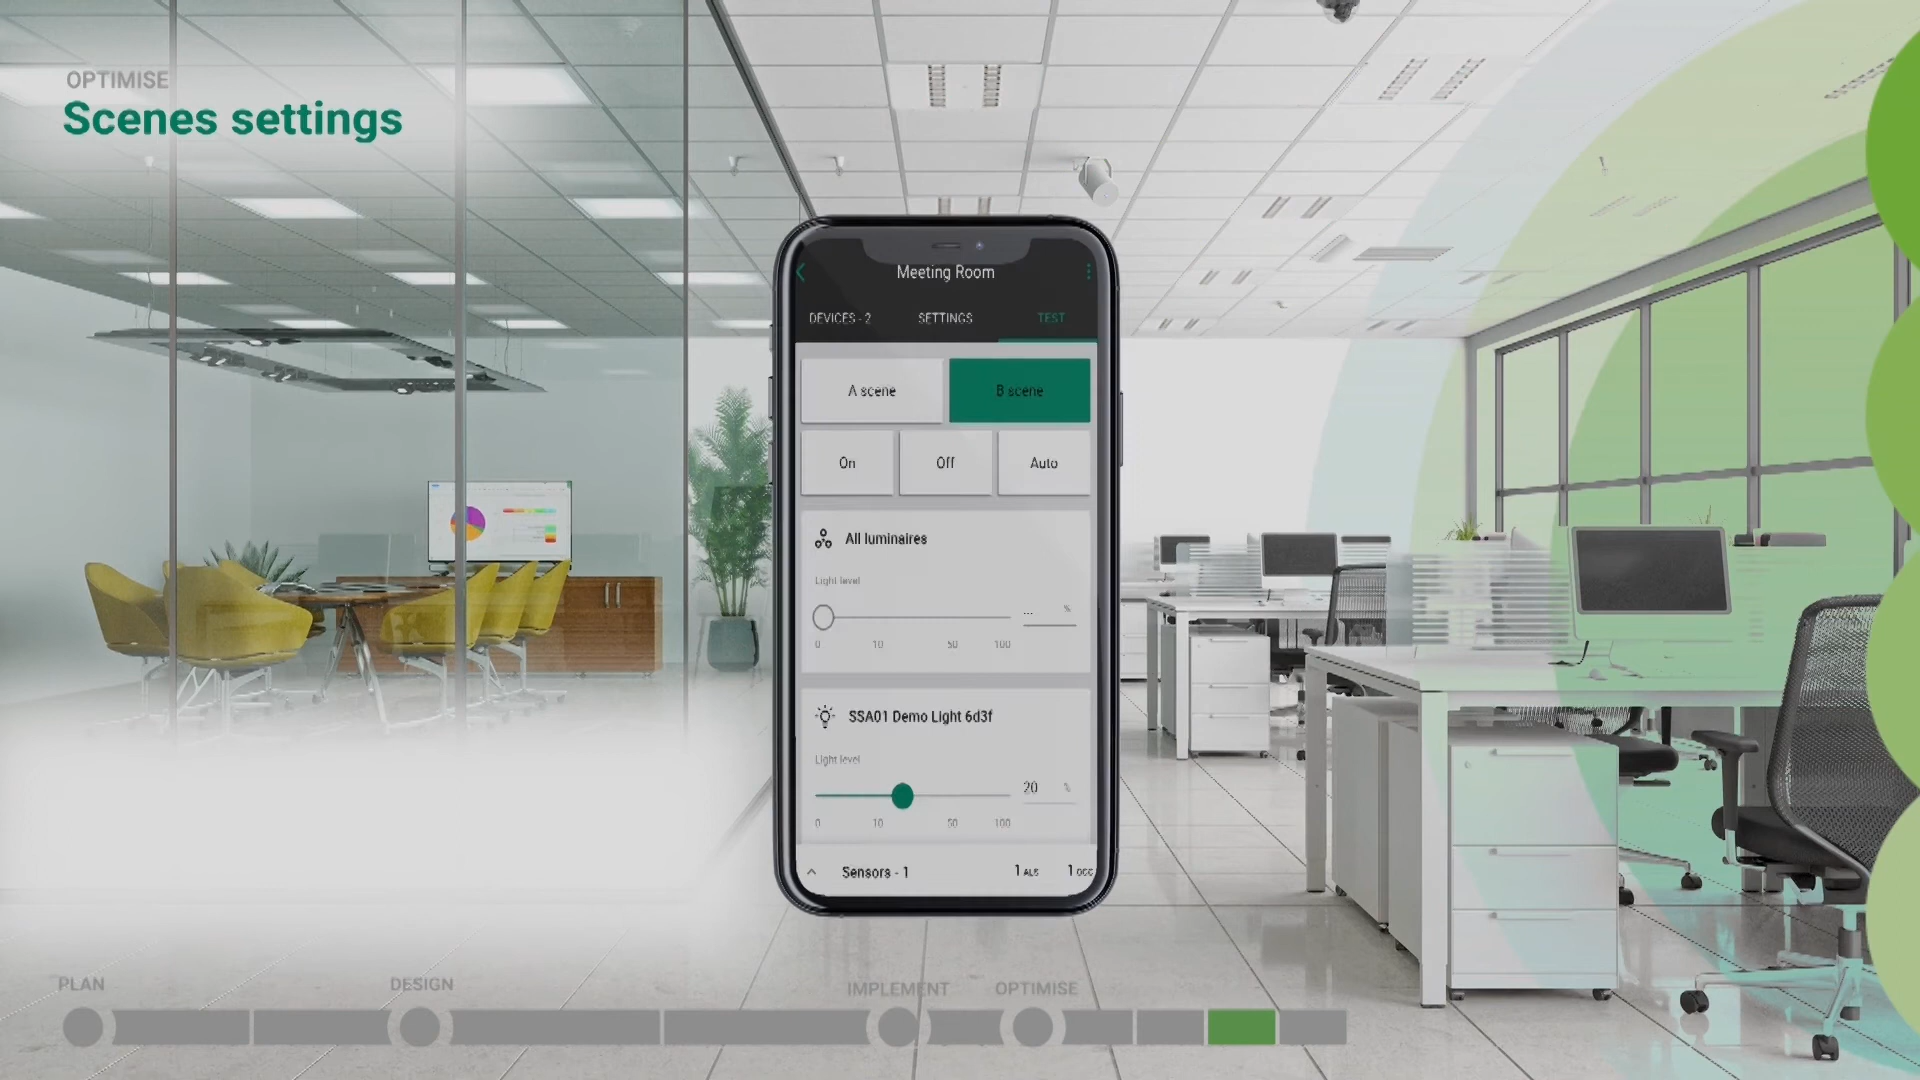 OPTIMISE
Scenes settings
Meeting Room
DEVICES - 2
SETTINGS
TEST
A scene
B scene
On
Off
Auto
All luminaires
Light level
... %
0 10 50 100
SSA01 Demo Light 6d3f
Light level
20 %
0 10 50 100
Sensors - 1
1 ALS
1 OCC
PLAN
DESIGN
IMPLEMENT
OPTIMISE